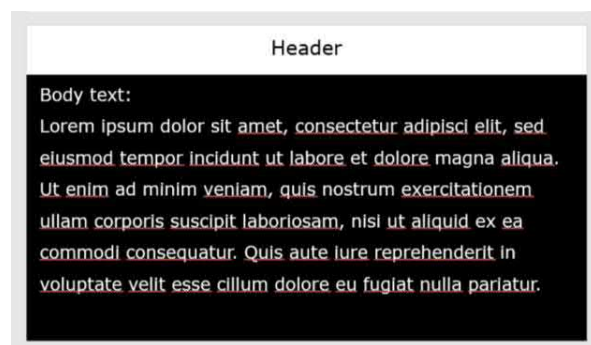 Header
Body text:
Lorem ipsum dolor sit amet, consectetur adipisci elit, sed
eiusmod tempor incidunt ut labore et dolore magna aliqua.
Ut enim ad minim veniam, quis nostrum exercitationem
ullam corporis suscipit laboriosam, nisi ut aliquid ex ea
commodi consequatur. Quis aute iure reprehenderit in
voluptate velit esse cillum dolore eu fugiat nulla pariatur.